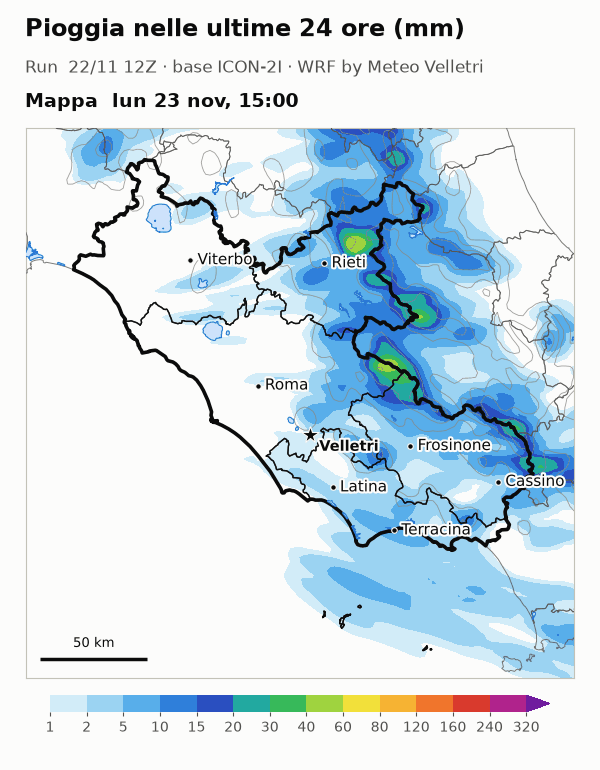 Pioggia nelle ultime 24 ore (mm)
Run 22/11 12Z · base ICON-2I · WRF by Meteo Velletri
Mappa lun 23 nov, 15:00
Viterbo
Rieti
Roma
Velletri
Frosinone
Cassino
Latina
Terracina
50 km
1 2 5 10 15 20 30 40 60 80 120 160 240 320